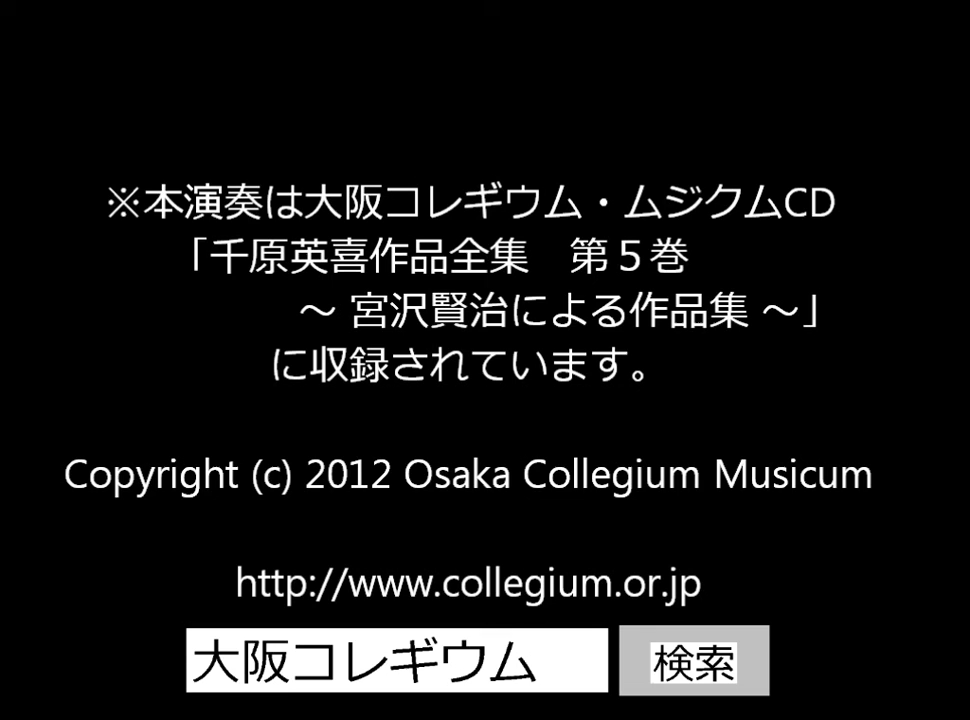 ※本演奏は大阪コレギウム・ムジクムCD
「千原英喜作品全集　第５巻
～ 宮沢賢治による作品集 ～」
に収録されています。
Copyright (c) 2012 Osaka Collegium Musicum
http://www.collegium.or.jp
大阪コレギウム 検索